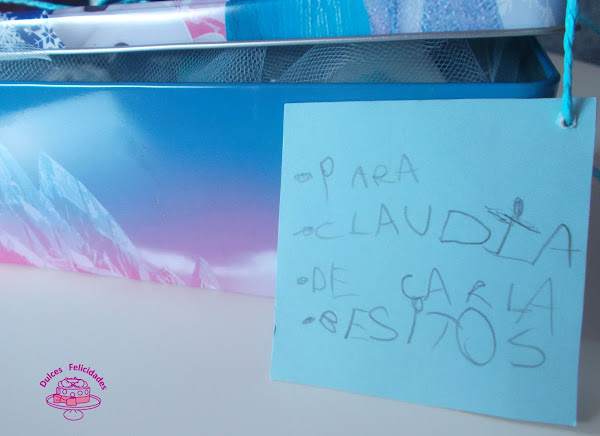 • PARA
• CLAUDIA
• DE CARLA
• BESITOS
Dulces Felicidades